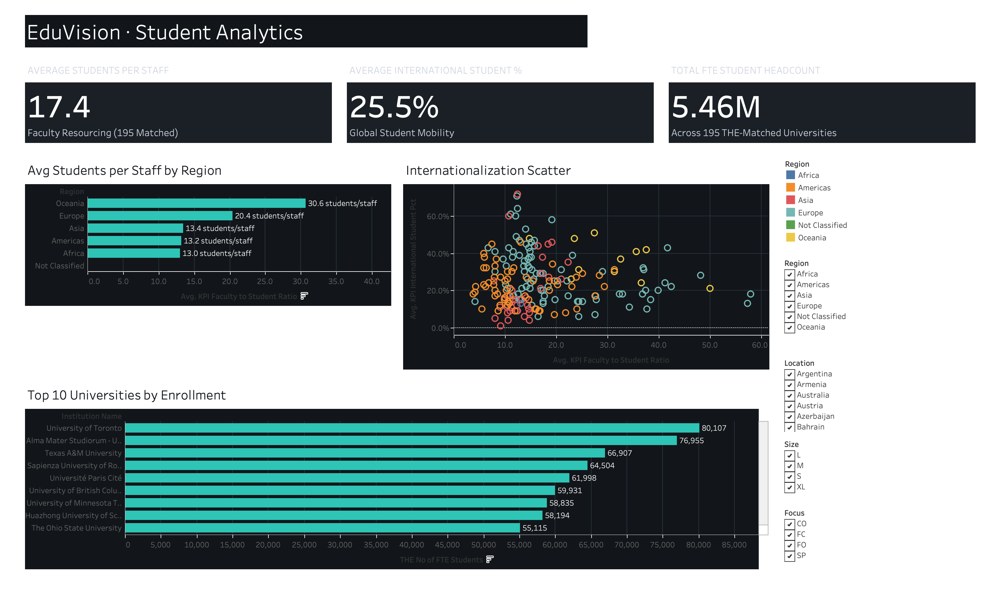 EduVision · Student Analytics
AVERAGE STUDENTS PER STAFF
17.4
Faculty Resourcing (195 Matched)
AVERAGE INTERNATIONAL STUDENT %
25.5%
Global Student Mobility
TOTAL FTE STUDENT HEADCOUNT
5.46M
Across 195 THE-Matched Universities
Avg Students per Staff by Region
Region
Oceania 30.6 students/staff
Europe 20.4 students/staff
Asia 13.4 students/staff
Americas 13.2 students/staff
Africa 13.0 students/staff
Not Classified
0.0 5.0 10.0 15.0 20.0 25.0 30.0 35.0 40.0
Avg. KPI Faculty to Student Ratio
Internationalization Scatter
Avg. KPI International Student Pct
60.0%
40.0%
20.0%
0.0%
0.0 10.0 20.0 30.0 40.0 50.0 60.0
Avg. KPI Faculty to Student Ratio
Region
Africa
Americas
Asia
Europe
Not Classified
Oceania
Region
Africa
Americas
Asia
Europe
Not Classified
Oceania
Location
Argentina
Armenia
Australia
Austria
Azerbaijan
Bahrain
Size
L
M
S
XL
Focus
CO
FC
FO
SP
Top 10 Universities by Enrollment
Institution Name
University of Toronto 80,107
Alma Mater Studiorum - U.. 76,955
Texas A&M University 66,907
Sapienza University of Ro.. 64,504
Université Paris Cité 61,998
University of British Colu.. 59,931
University of Minnesota T.. 58,835
Huazhong University of Sc.. 58,194
The Ohio State University 55,115
0 5,000 10,000 15,000 20,000 25,000 30,000 35,000 40,000 45,000 50,000 55,000 60,000 65,000 70,000 75,000 80,000 85,000
THE No of FTE Students